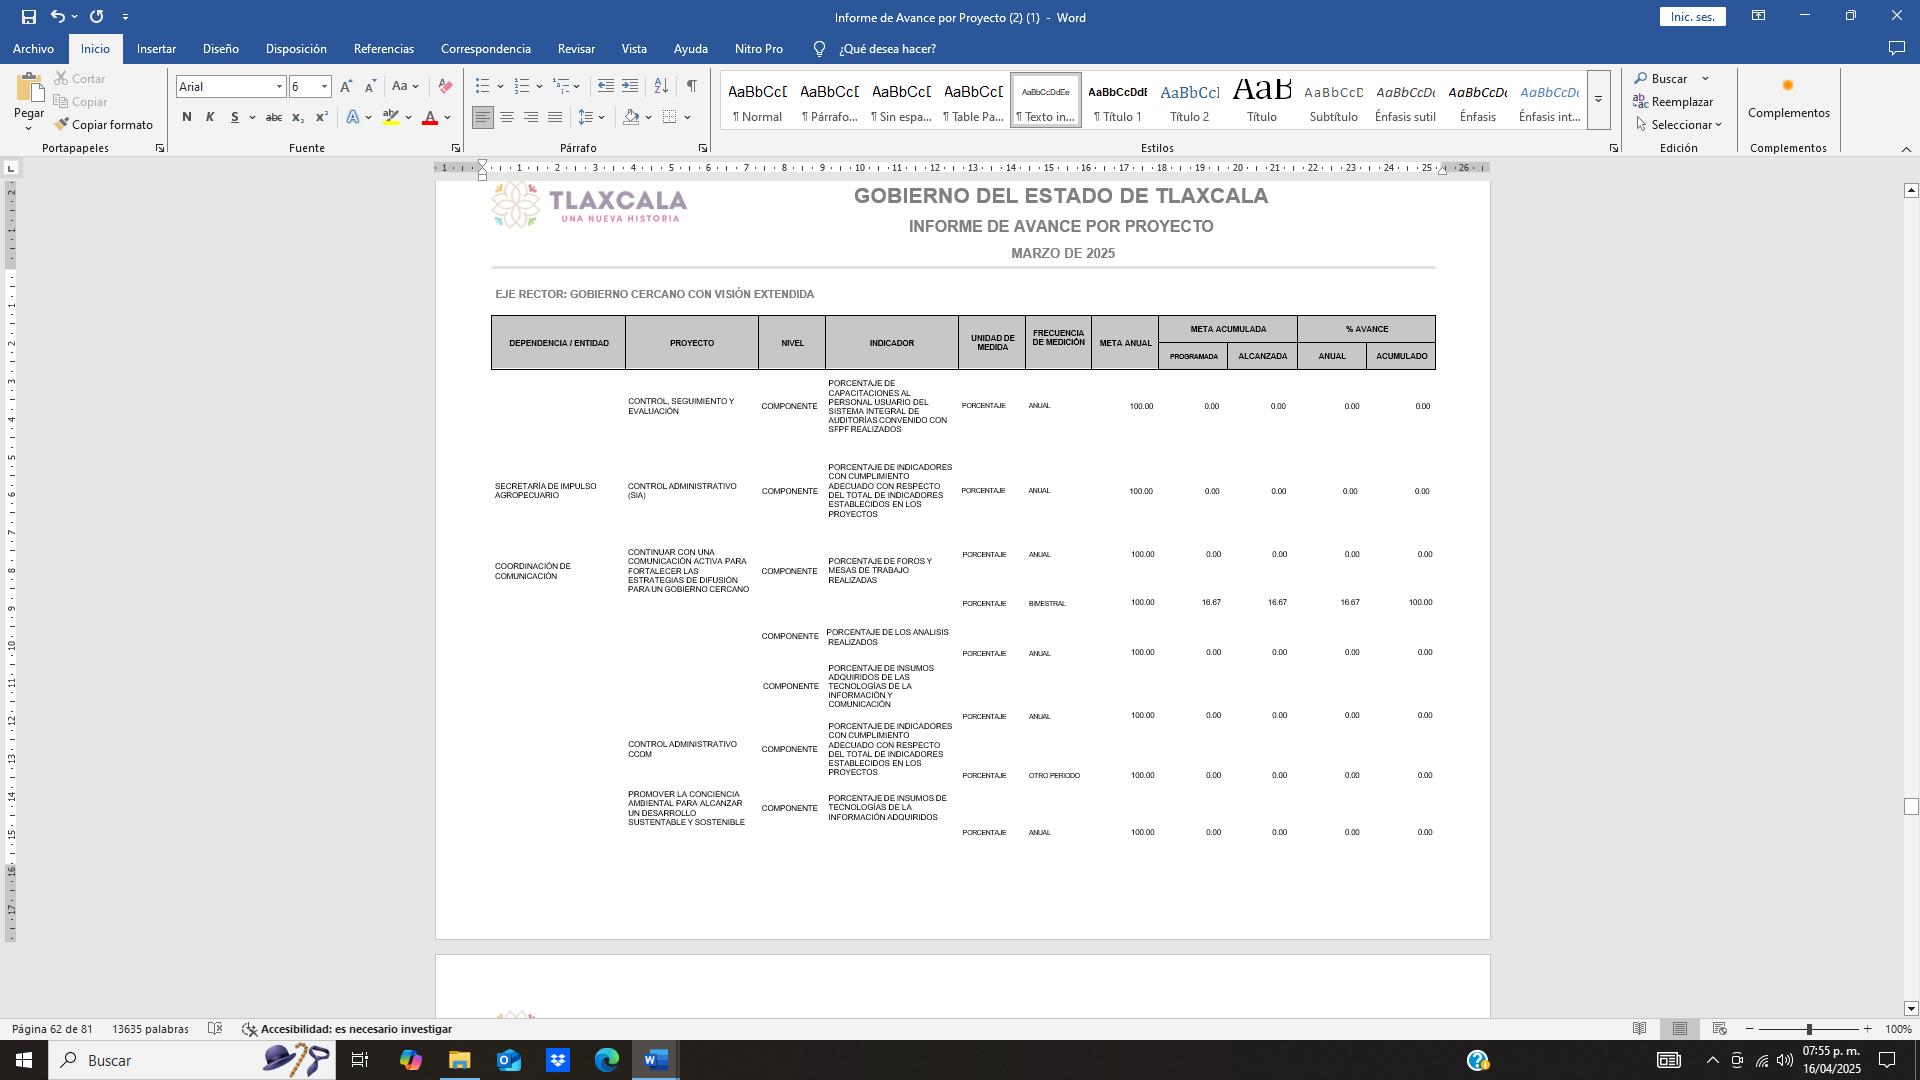 Informe de Avance por Proyecto (2) (1) - Word
Inic. ses.
Archivo Inicio Insertar Diseño Disposición Referencias Correspondencia Revisar Vista Ayuda Nitro Pro ¿Qué desea hacer?
Pegar
Cortar
Copiar
Copiar formato
Portapapeles
Arial 6
N K S abc x₂ x²
Fuente
Párrafo
AaBbCcI ¶ Normal
AaBbCcI ¶ Párrafo...
AaBbCcI ¶ Sin espa...
AaBbCcI ¶ Table Pa...
AaBbCcDdEe ¶ Texto in...
AaBbCcDdE ¶ Título 1
AaBbCcI Título 2
AaB Título
AaBbCcD Subtítulo
AaBbCcDc Énfasis sutil
AaBbCcDc Énfasis
AaBbCcDc Énfasis int...
Estilos
Buscar
Reemplazar
Seleccionar
Edición
Complementos
Complementos
TLAXCALA
UNA NUEVA HISTORIA
GOBIERNO DEL ESTADO DE TLAXCALA
INFORME DE AVANCE POR PROYECTO
MARZO DE 2025
EJE RECTOR: GOBIERNO CERCANO CON VISIÓN EXTENDIDA
DEPENDENCIA / ENTIDAD PROYECTO NIVEL INDICADOR UNIDAD DE MEDIDA FRECUENCIA DE MEDICIÓN META ANUAL META ACUMULADA % AVANCE
PROGRAMADA ALCANZADA ANUAL ACUMULADO
CONTROL, SEGUIMIENTO Y
EVALUACIÓN
COMPONENTE
PORCENTAJE DE
CAPACITACIONES AL
PERSONAL USUARIO DEL
SISTEMA INTEGRAL DE
AUDITORÍAS CONVENIDO CON
SFPF REALIZADOS
PORCENTAJE ANUAL 100.00 0.00 0.00 0.00 0.00
SECRETARÍA DE IMPULSO
AGROPECUARIO
CONTROL ADMINISTRATIVO
(SIA)
COMPONENTE
PORCENTAJE DE INDICADORES
CON CUMPLIMIENTO
ADECUADO CON RESPECTO
DEL TOTAL DE INDICADORES
ESTABLECIDOS EN LOS
PROYECTOS
PORCENTAJE ANUAL 100.00 0.00 0.00 0.00 0.00
COORDINACIÓN DE
COMUNICACIÓN
CONTINUAR CON UNA
COMUNICACIÓN ACTIVA PARA
FORTALECER LAS
ESTRATEGIAS DE DIFUSIÓN
PARA UN GOBIERNO CERCANO
COMPONENTE
PORCENTAJE DE FOROS Y
MESAS DE TRABAJO
REALIZADAS
PORCENTAJE ANUAL 100.00 0.00 0.00 0.00 0.00
PORCENTAJE BIMESTRAL 100.00 16.67 16.67 16.67 100.00
COMPONENTE
PORCENTAJE DE LOS ANALISIS
REALIZADOS
PORCENTAJE ANUAL 100.00 0.00 0.00 0.00 0.00
COMPONENTE
PORCENTAJE DE INSUMOS
ADQUIRIDOS DE LAS
TECNOLOGÍAS DE LA
INFORMACIÓN Y
COMUNICACIÓN
PORCENTAJE ANUAL 100.00 0.00 0.00 0.00 0.00
CONTROL ADMINISTRATIVO
CCOM
COMPONENTE
PORCENTAJE DE INDICADORES
CON CUMPLIMIENTO
ADECUADO CON RESPECTO
DEL TOTAL DE INDICADORES
ESTABLECIDOS EN LOS
PROYECTOS
PORCENTAJE OTRO PERIODO 100.00 0.00 0.00 0.00 0.00
PROMOVER LA CONCIENCIA
AMBIENTAL PARA ALCANZAR
UN DESARROLLO
SUSTENTABLE Y SOSTENIBLE
COMPONENTE
PORCENTAJE DE INSUMOS DE
TECNOLOGÍAS DE LA
INFORMACIÓN ADQUIRIDOS
PORCENTAJE ANUAL 100.00 0.00 0.00 0.00 0.00
Página 62 de 81 13635 palabras Accesibilidad: es necesario investigar 100%
Buscar
07:55 p. m.
16/04/2025